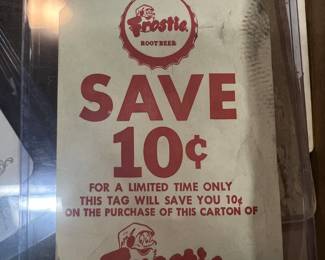 Frostie
ROOT BEER
SAVE
10¢
FOR A LIMITED TIME ONLY
THIS TAG WILL SAVE YOU 10¢
ON THE PURCHASE OF THIS CARTON OF
Frostie